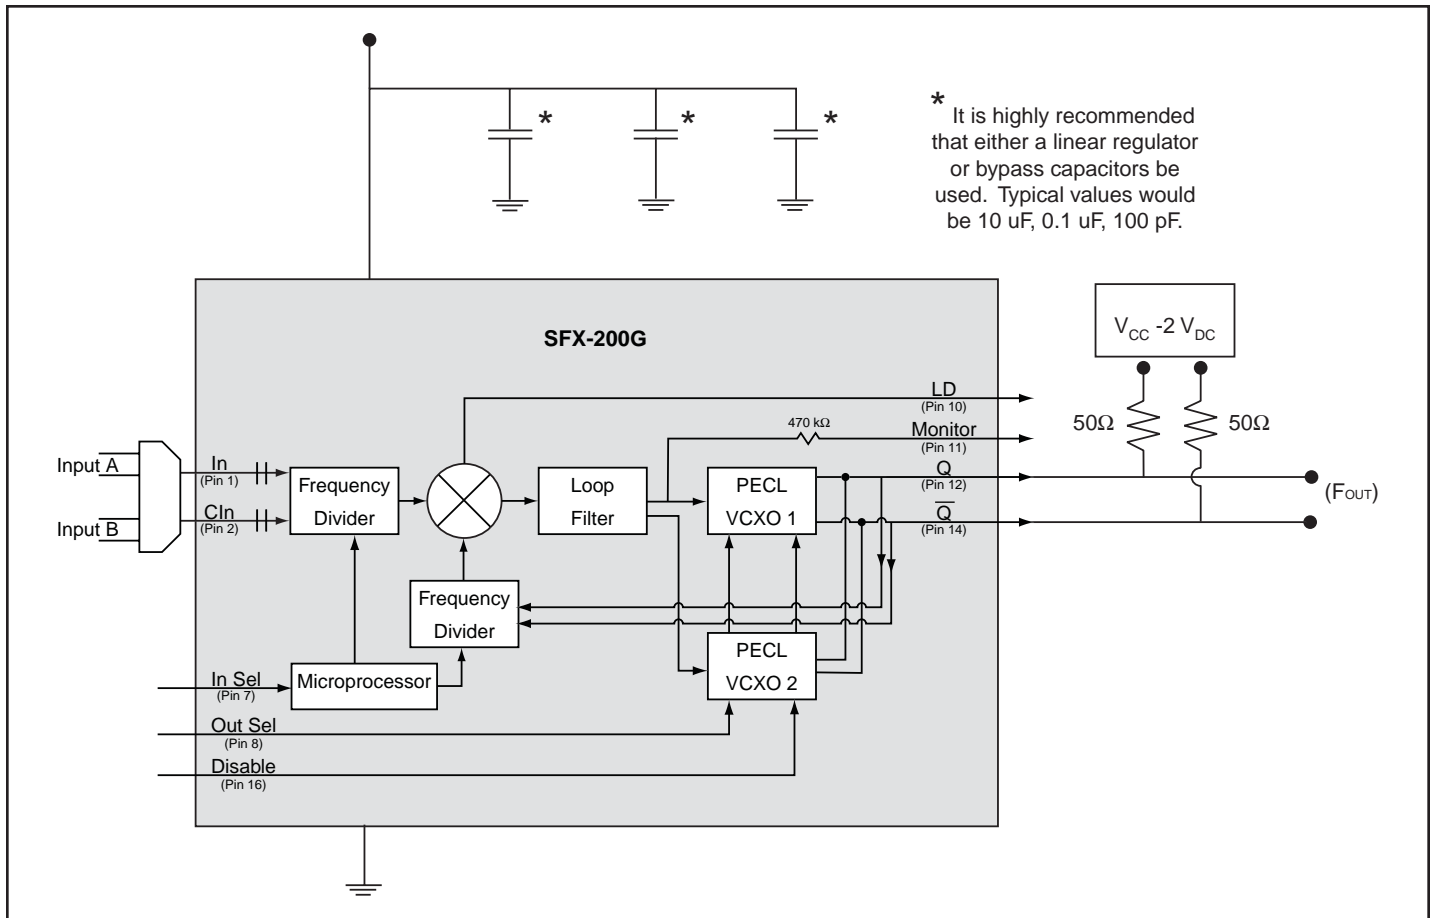 *
*
*
* It is highly recommended
that either a linear regulator
or bypass capacitors be
used. Typical values would
be 10 uF, 0.1 uF, 100 pF.
SFX-200G
VCC -2 VDC
50Ω
50Ω
LD
(Pin 10)
470 kΩ
Monitor
(Pin 11)
Input A
In
(Pin 1)
Input B
CIn
(Pin 2)
Frequency
Divider
Loop
Filter
PECL
VCXO 1
Q
(Pin 12)
Q
(Pin 14)
(FOUT)
Frequency
Divider
PECL
VCXO 2
In Sel
(Pin 7)
Microprocessor
Out Sel
(Pin 8)
Disable
(Pin 16)